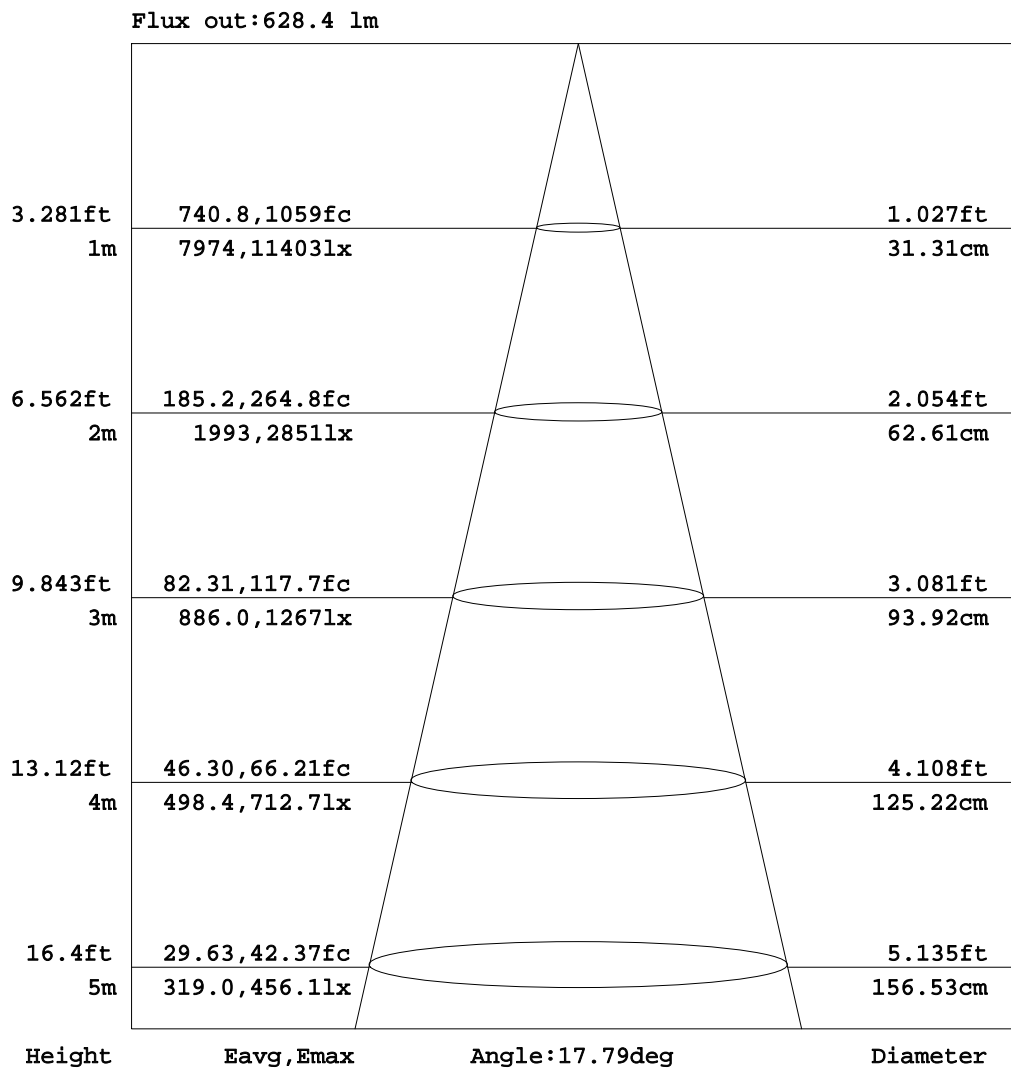 Flux out:628.4 lm
3.281ft 740.8,1059fc 1.027ft
1m 7974,11403lx 31.31cm
6.562ft 185.2,264.8fc 2.054ft
2m 1993,2851lx 62.61cm
9.843ft 82.31,117.7fc 3.081ft
3m 886.0,1267lx 93.92cm
13.12ft 46.30,66.21fc 4.108ft
4m 498.4,712.7lx 125.22cm
16.4ft 29.63,42.37fc 5.135ft
5m 319.0,456.1lx 156.53cm
Height Eavg,Emax Angle:17.79deg Diameter